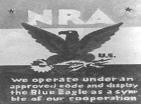 NRA
U.S.
we operate under an
approved code and display
the Blue Eagle as a sym-
bol of our cooperation